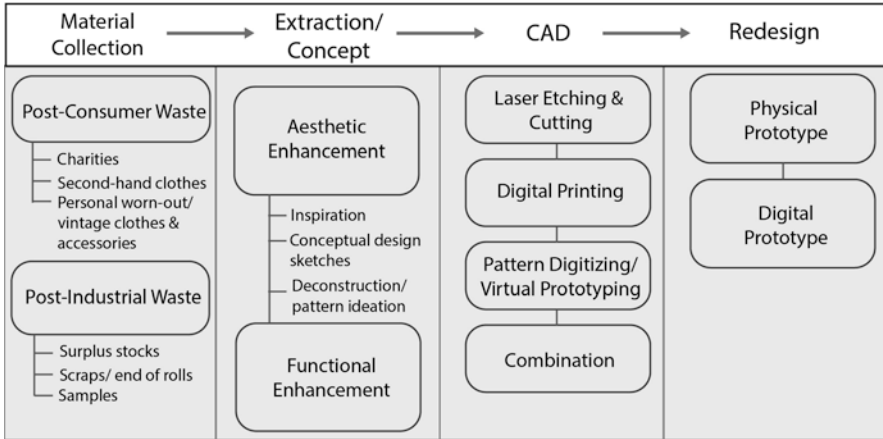 Material
Collection
Extraction/
Concept
CAD
Redesign
Post-Consumer Waste
Charities
Second-hand clothes
Personal worn-out/
vintage clothes &
accessories
Post-Industrial Waste
Surplus stocks
Scraps/ end of rolls
Samples
Aesthetic
Enhancement
Inspiration
Conceptual design
sketches
Deconstruction/
pattern ideation
Functional
Enhancement
Laser Etching &
Cutting
Digital Printing
Pattern Digitizing/
Virtual Prototyping
Combination
Physical
Prototype
Digital
Prototype